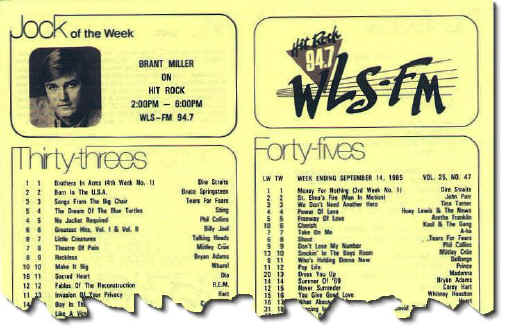 Jock of the Week
BRANT MILLER
ON
HIT ROCK
2:00PM — 6:00PM
WLS-FM 94.7
Hit Rock
94.7
WLS-FM
Thirty-threes
1 1 Brothers In Arms (4th Week No. 1) Dire Straits
2 2 Born In The U.S.A. Bruce Springsteen
3 3 Songs From The Big Chair Tears For Fears
5 4 The Dream Of The Blue Turtles Sting
4 5 No Jacket Required Phil Collins
6 6 Greatest Hits, Vol. I & Vol. II Billy Joel
8 7 Little Creatures Talking Heads
7 8 Theatre Of Pain Mötley Crüe
9 9 Reckless Bryan Adams
10 10 Make It Big Wham!
11 Sacred Heart Dio
12 12 Fables Of The Reconstruction R.E.M.
13 Invasion Of Your Privacy
14 Boy In The
Like A
Forty-fives
LW TW WEEK ENDING SEPTEMBER 14, 1985 VOL. 25, NO. 47
1 1 Money For Nothing (3rd Week No. 1) Dire Straits
2 2 St. Elmo's Fire (Man In Motion) John Parr
3 3 We Don't Need Another Hero Tina Turner
4 4 Power Of Love Huey Lewis & The News
6 5 Freeway Of Love Aretha Franklin
10 6 Cherish Kool & The Gang
7 7 Take On Me A-ha
6 8 Shout Tears For Fears
9 9 Don't Lose My Number Phil Collins
13 10 Smokin' In The Boys Room Mötley Crüe
11 Who's Holding Donna Now DeBarge
12 Pop Life Prince
20 13 Dress You Up Madonna
14 14 Summer Of '69 Bryan Adams
12 15 Never Surrender Corey Hart
15 You Give Good Love Whitney Houston
What About